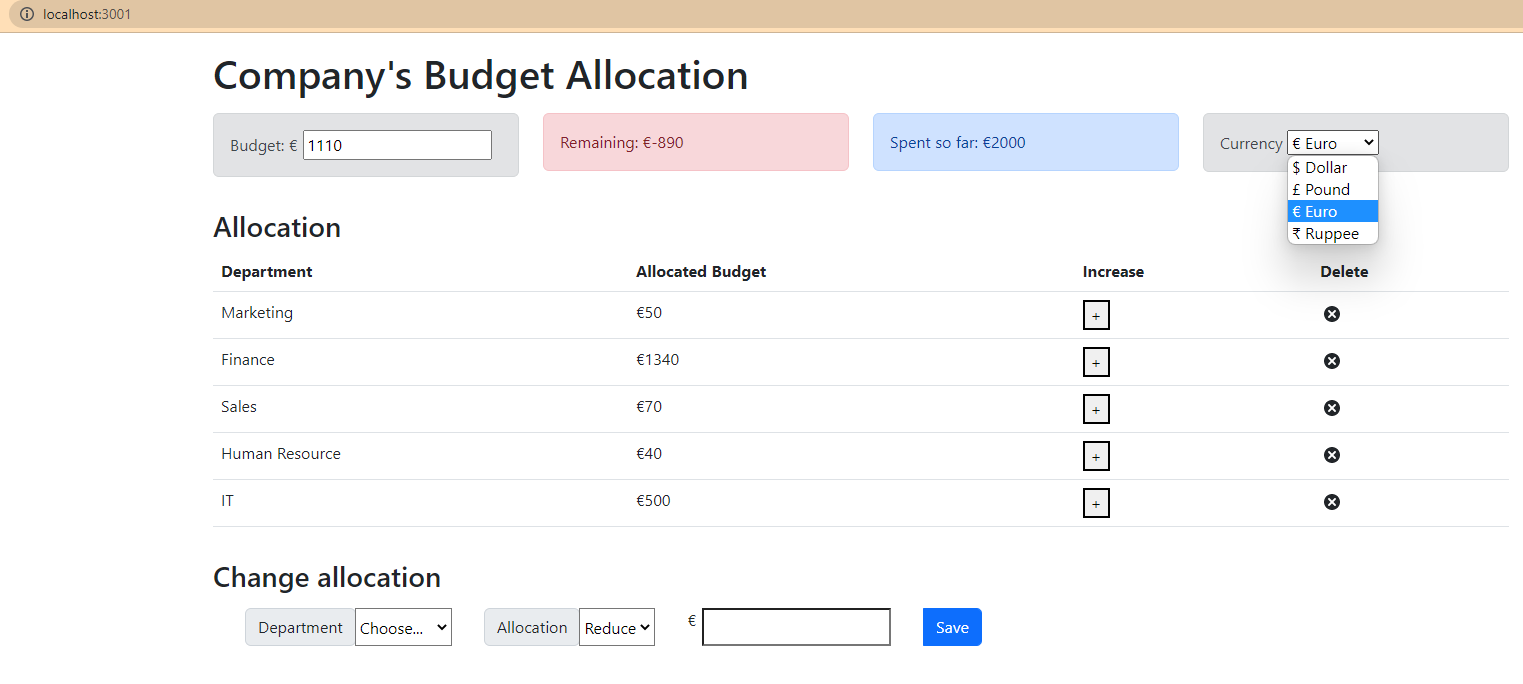 localhost:3001
Company's Budget Allocation
Budget: € 1110
Remaining: €-890
Spent so far: €2000
Currency € Euro
$ Dollar
£ Pound
€ Euro
₹ Ruppee
Allocation
Department Allocated Budget Increase Delete
Marketing €50 +
Finance €1340 +
Sales €70 +
Human Resource €40 +
IT €500 +
Change allocation
Department Choose... Allocation Reduce € Save